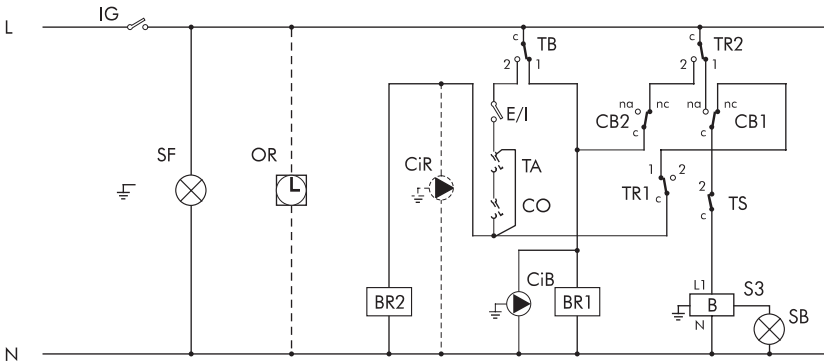 IG
L
c
TB
2
1
c
TR2
2
1
E/I
na
nc
CB2
c
na
nc
CB1
c
SF
OR
CiR
TA
CO
1
2
TR1
c
2
TS
c
BR2
CiB
BR1
L1
B
S3
N
SB
N